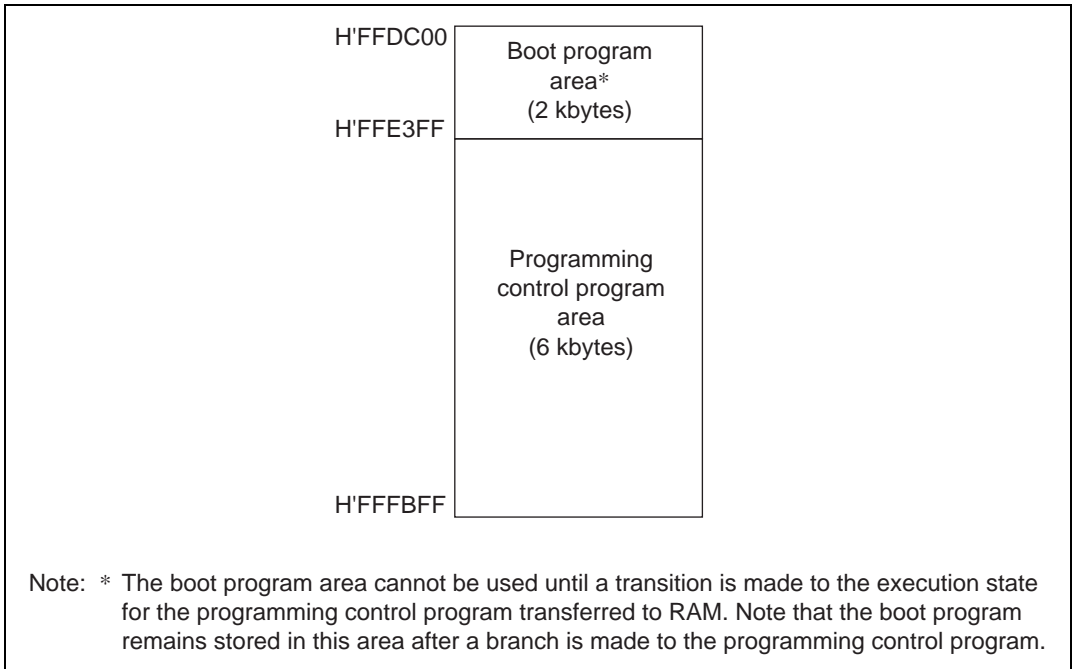 H'FFDC00
Boot program
area*
(2 kbytes)
H'FFE3FF
Programming
control program
area
(6 kbytes)
H'FFFBFF
Note: * The boot program area cannot be used until a transition is made to the execution state
for the programming control program transferred to RAM. Note that the boot program
remains stored in this area after a branch is made to the programming control program.